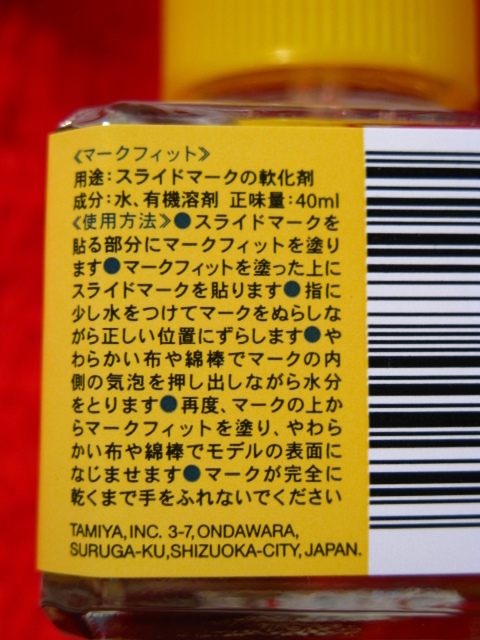 《マークフィット》
用途：スライドマークの軟化剤
成分：水、有機溶剤 正味量：40ml
《使用方法》●スライドマークを
貼る部分にマークフィットを塗り
ます●マークフィットを塗った上に
スライドマークを貼ります●指に
少し水をつけてマークをぬらしな
がら正しい位置にずらします●や
わらかい布や綿棒でマークの内
側の気泡を押し出しながら水分
をとります●再度、マークの上か
らマークフィットを塗り、やわら
かい布や綿棒でモデルの表面に
なじませます●マークが完全に
乾くまで手をふれないでください
TAMIYA, INC. 3-7, ONDAWARA,
SURUGA-KU, SHIZUOKA-CITY, JAPAN.